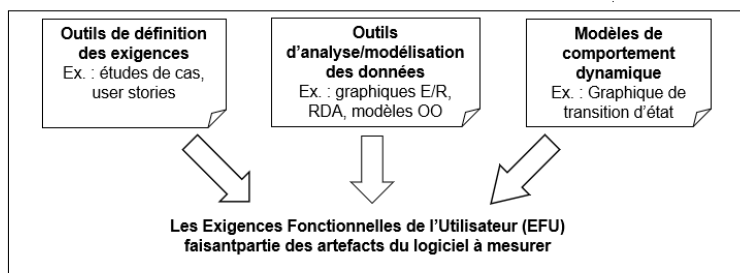 Outils de définition
des exigences
Ex. : études de cas,
user stories
Outils
d'analyse/modélisation
des données
Ex. : graphiques E/R,
RDA, modèles OO
Modèles de
comportement
dynamique
Ex. : Graphique de
transition d'état
Les Exigences Fonctionnelles de l'Utilisateur (EFU)
faisantpartie des artefacts du logiciel à mesurer